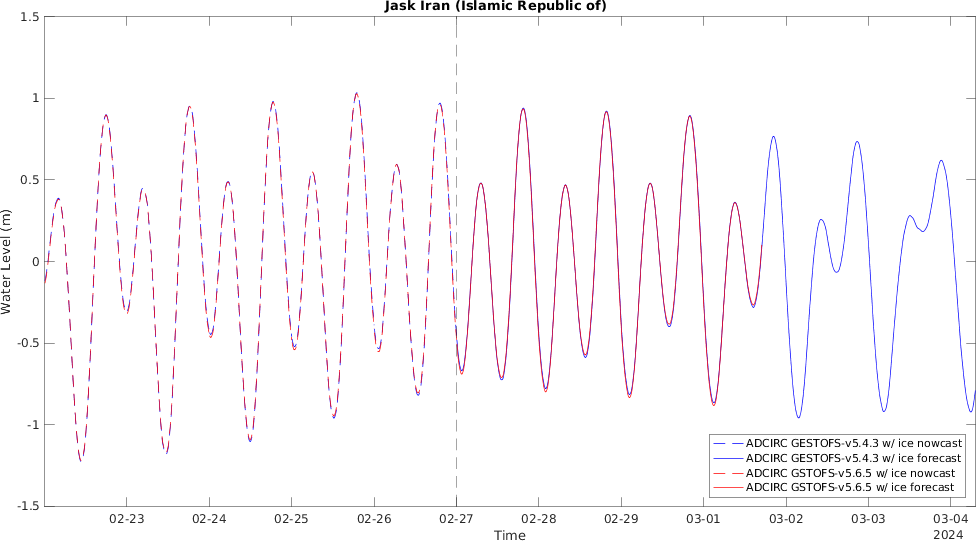 Jask Iran (Islamic Republic of)
1.5
1
0.5
0
-0.5
-1
-1.5
Water Level (m)
ADCIRC GESTOFS-v5.4.3 w/ ice nowcast
ADCIRC GESTOFS-v5.4.3 w/ ice forecast
ADCIRC GSTOFS-v5.6.5 w/ ice nowcast
ADCIRC GSTOFS-v5.6.5 w/ ice forecast
02-23 02-24 02-25 02-26 02-27 02-28 02-29 03-01 03-02 03-03 03-04
Time 2024